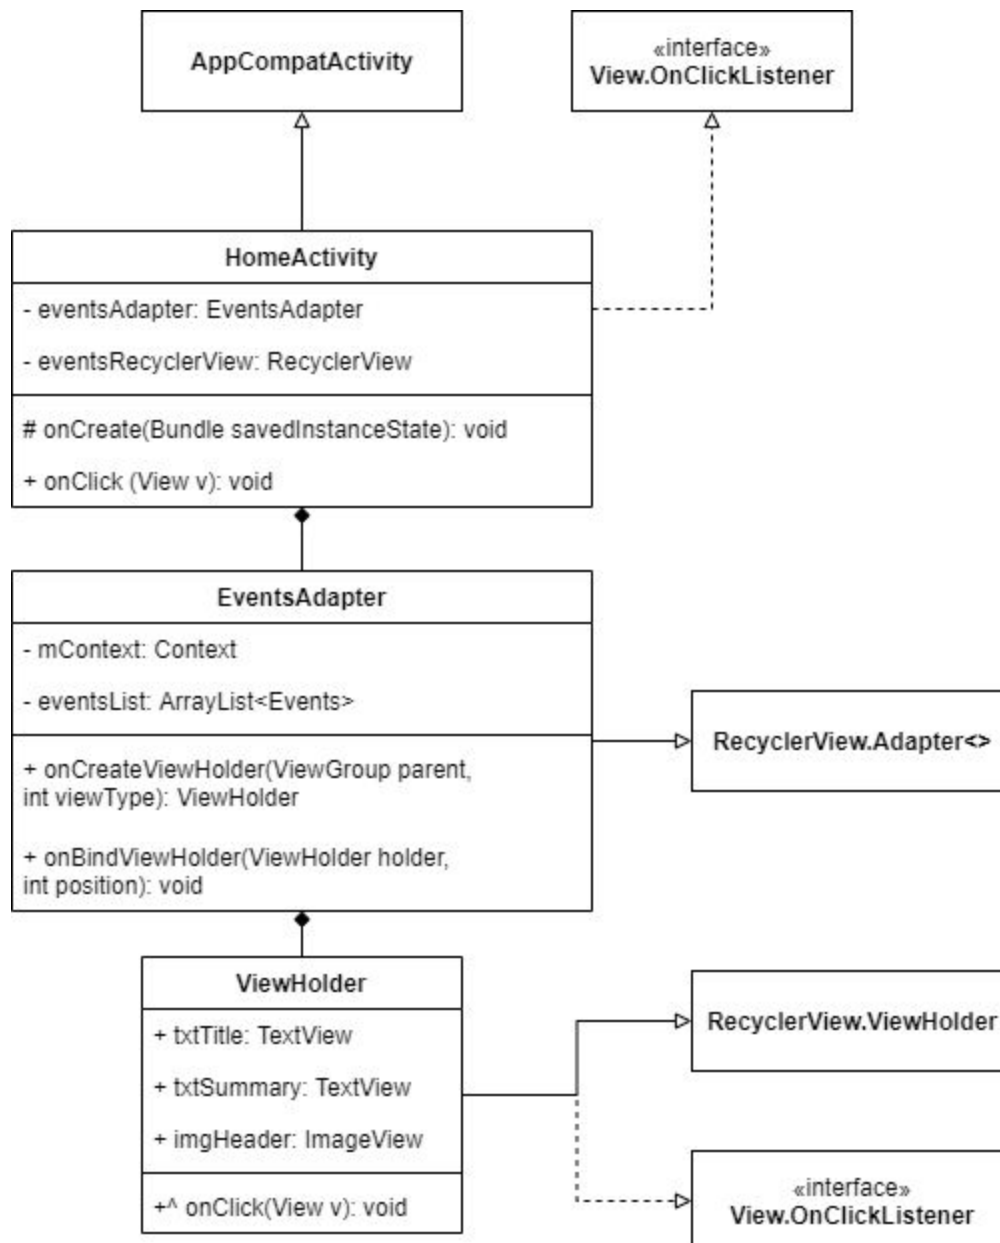 AppCompatActivity
«interface»
View.OnClickListener
HomeActivity
- eventsAdapter: EventsAdapter
- eventsRecyclerView: RecyclerView
# onCreate(Bundle savedInstanceState): void
+ onClick (View v): void
EventsAdapter
- mContext: Context
- eventsList: ArrayList<Events>
+ onCreateViewHolder(ViewGroup parent,
int viewType): ViewHolder
+ onBindViewHolder(ViewHolder holder,
int position): void
RecyclerView.Adapter<>
ViewHolder
+ txtTitle: TextView
+ txtSummary: TextView
+ imgHeader: ImageView
+^ onClick(View v): void
RecyclerView.ViewHolder
«interface»
View.OnClickListener